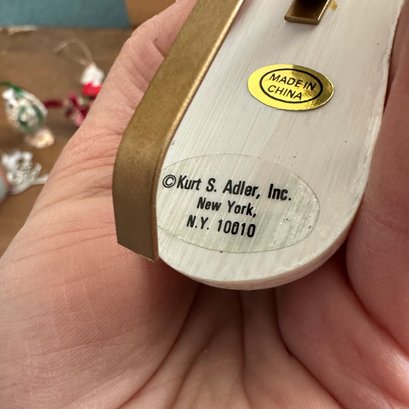 MADE IN
CHINA
©Kurt S. Adler, Inc.
New York,
N.Y. 10010